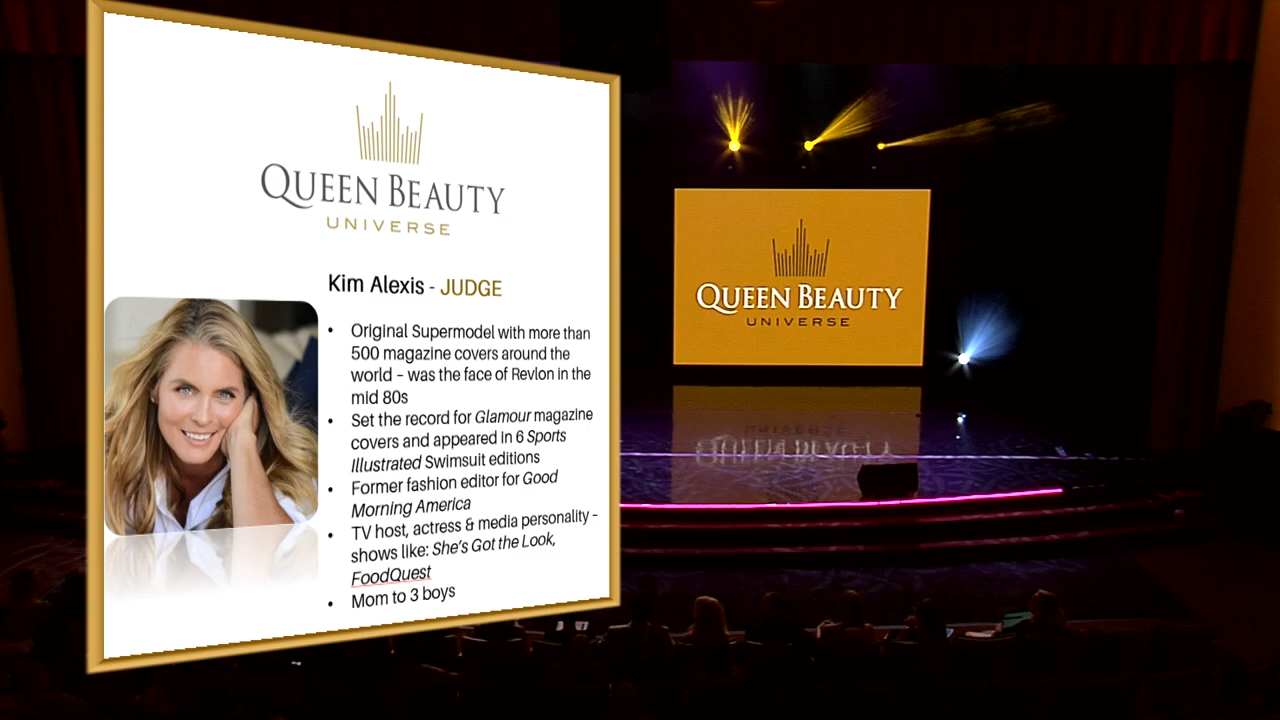 QUEEN BEAUTY
UNIVERSE
Kim Alexis - JUDGE
• Original Supermodel with more than
500 magazine covers around the
world – was the face of Revlon in the
mid 80s
• Set the record for Glamour magazine
covers and appeared in 6 Sports
Illustrated Swimsuit editions
• Former fashion editor for Good
Morning America
• TV host, actress & media personality –
shows like: She's Got the Look,
FoodQuest
• Mom to 3 boys
QUEEN BEAUTY
UNIVERSE